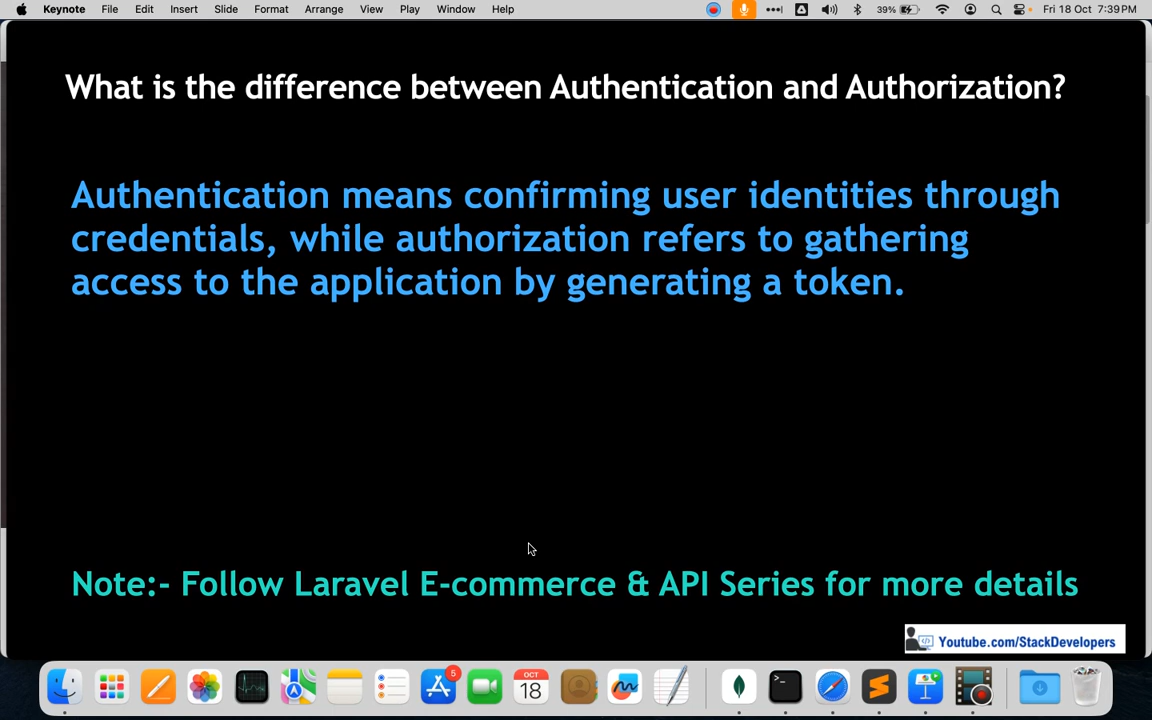 Keynote File Edit Insert Slide Format Arrange View Play Window Help 39% Fri 18 Oct 7:39 PM
What is the difference between Authentication and Authorization?
Authentication means confirming user identities through
credentials, while authorization refers to gathering
access to the application by generating a token.
Note:- Follow Laravel E-commerce & API Series for more details
Youtube.com/StackDevelopers
5
OCT
18